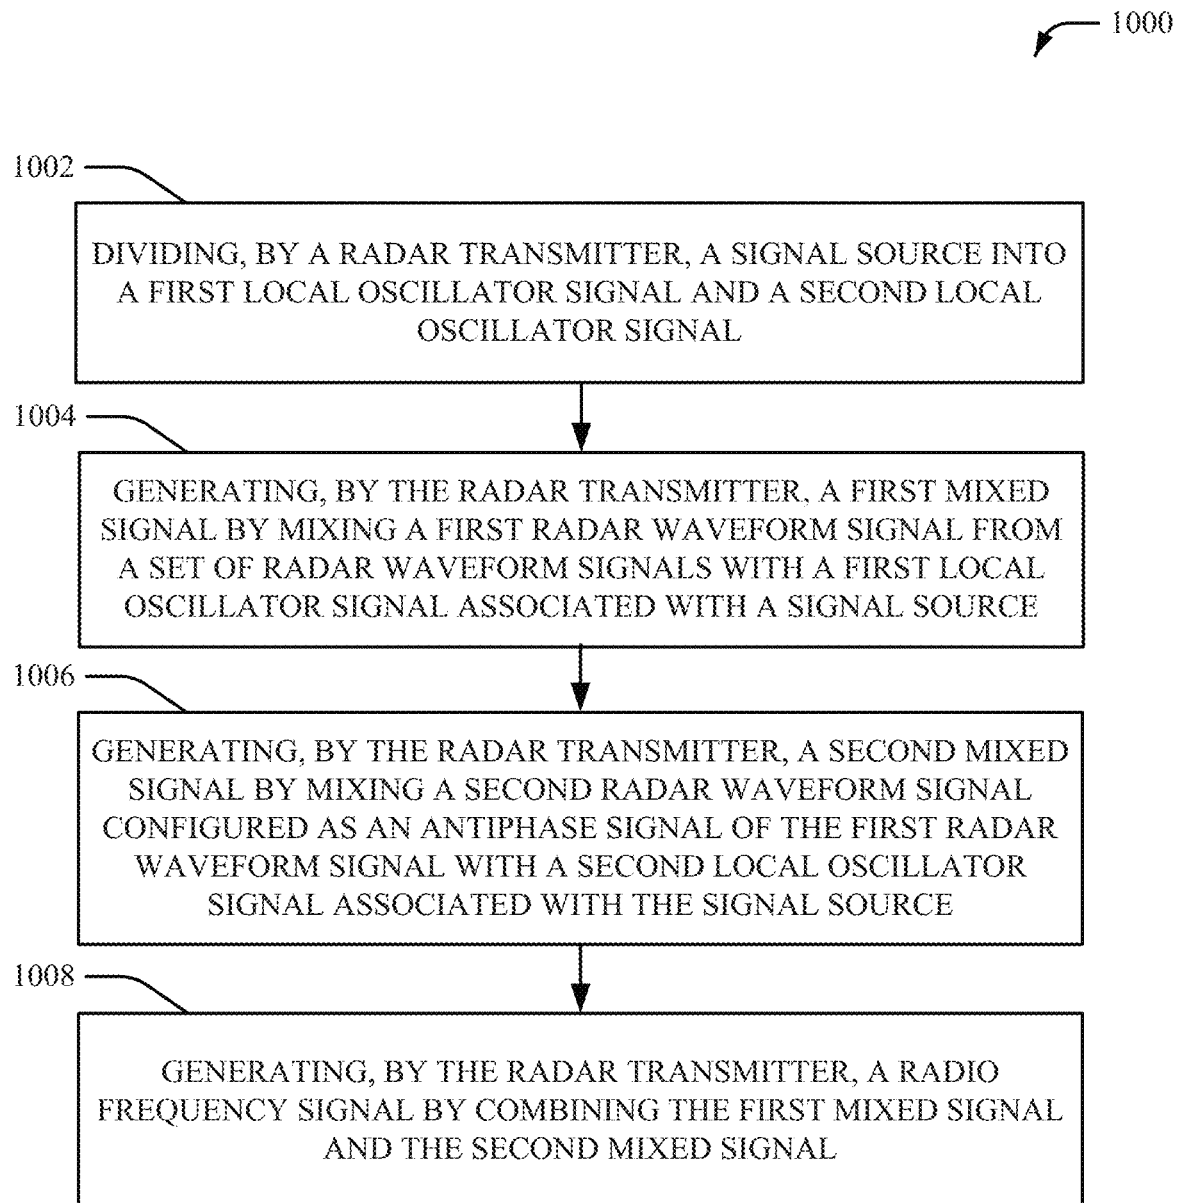 1000
1002
DIVIDING, BY A RADAR TRANSMITTER, A SIGNAL SOURCE INTO
A FIRST LOCAL OSCILLATOR SIGNAL AND A SECOND LOCAL
OSCILLATOR SIGNAL
1004
GENERATING, BY THE RADAR TRANSMITTER, A FIRST MIXED
SIGNAL BY MIXING A FIRST RADAR WAVEFORM SIGNAL FROM
A SET OF RADAR WAVEFORM SIGNALS WITH A FIRST LOCAL
OSCILLATOR SIGNAL ASSOCIATED WITH A SIGNAL SOURCE
1006
GENERATING, BY THE RADAR TRANSMITTER, A SECOND MIXED
SIGNAL BY MIXING A SECOND RADAR WAVEFORM SIGNAL
CONFIGURED AS AN ANTIPHASE SIGNAL OF THE FIRST RADAR
WAVEFORM SIGNAL WITH A SECOND LOCAL OSCILLATOR
SIGNAL ASSOCIATED WITH THE SIGNAL SOURCE
1008
GENERATING, BY THE RADAR TRANSMITTER, A RADIO
FREQUENCY SIGNAL BY COMBINING THE FIRST MIXED SIGNAL
AND THE SECOND MIXED SIGNAL